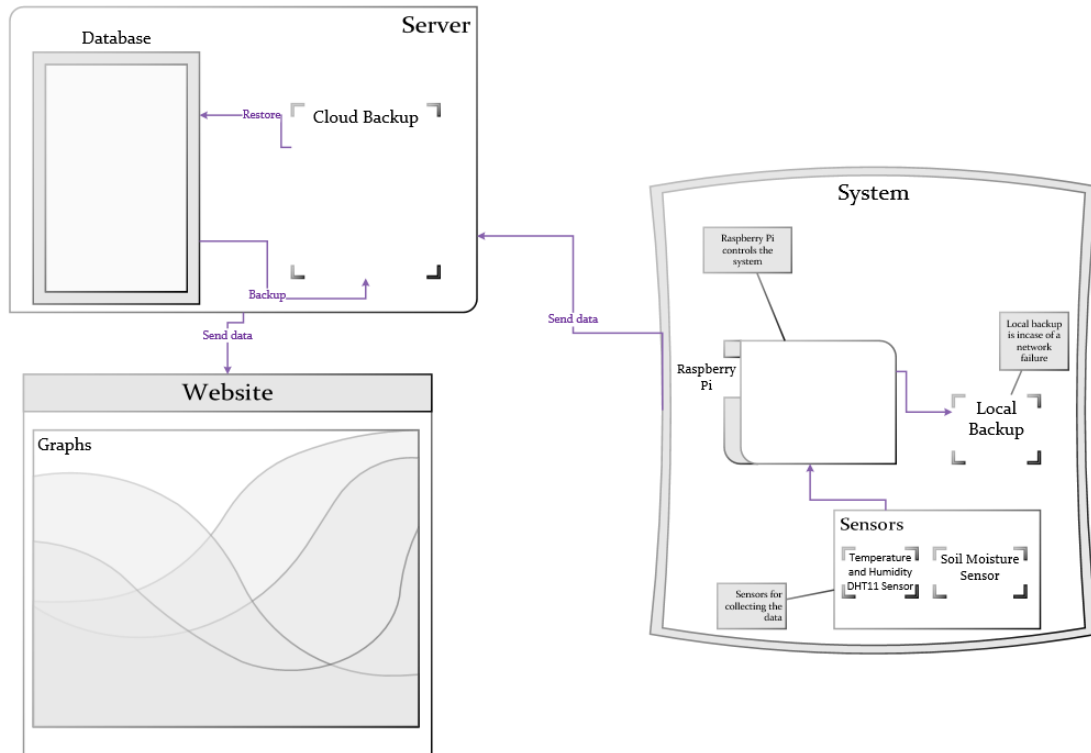 Server
Database
Restore
Cloud Backup
Backup
Send data
Website
Graphs
Send data
System
Raspberry Pi
controls the
system
Local backup
is incase of a
network
failure
Raspberry
Pi
Local
Backup
Sensors
Temperature
and Humidity
DHT11 Sensor
Soil Moisture
Sensor
Sensors for
collecting the
data